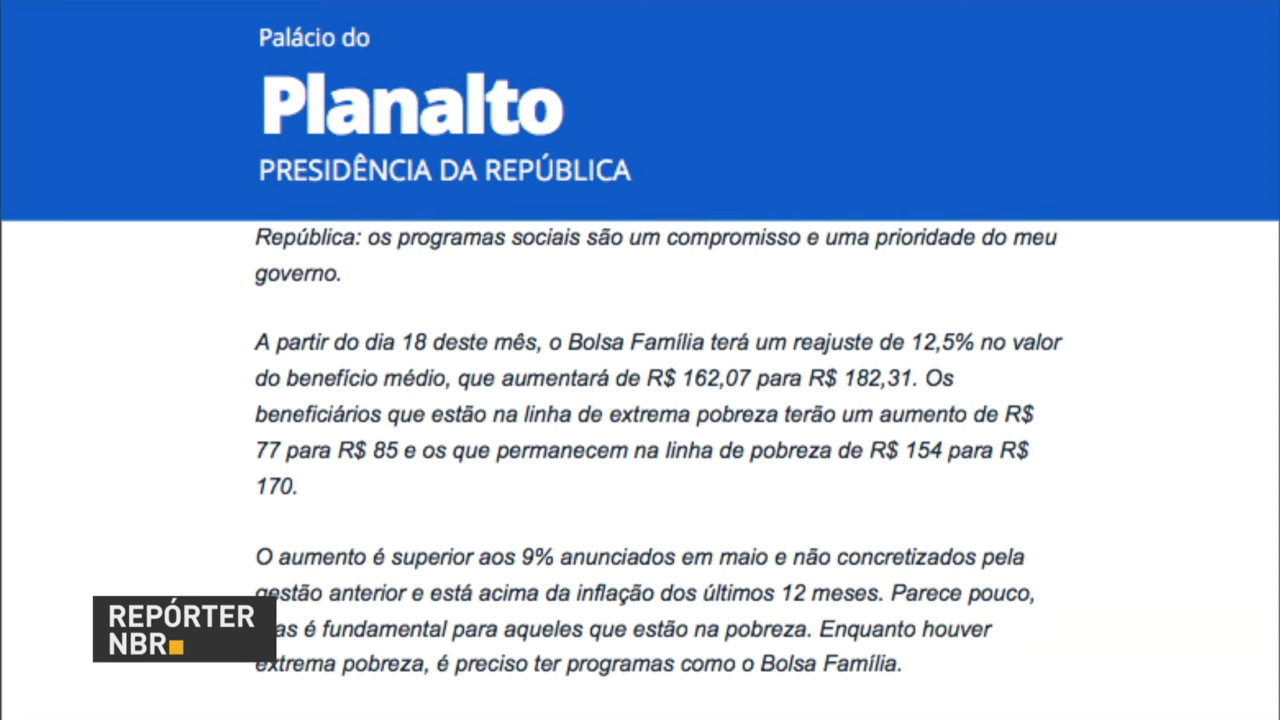 Palácio do
Planalto
PRESIDÊNCIA DA REPÚBLICA
República: os programas sociais são um compromisso e uma prioridade do meu
governo.
A partir do dia 18 deste mês, o Bolsa Família terá um reajuste de 12,5% no valor
do benefício médio, que aumentará de R$ 162,07 para R$ 182,31. Os
beneficiários que estão na linha de extrema pobreza terão um aumento de R$
77 para R$ 85 e os que permanecem na linha de pobreza de R$ 154 para R$
170.
O aumento é superior aos 9% anunciados em maio e não concretizados pela
gestão anterior e está acima da inflação dos últimos 12 meses. Parece pouco,
as é fundamental para aqueles que estão na pobreza. Enquanto houver
extrema pobreza, é preciso ter programas como o Bolsa Família.
REPÓRTER
NBR